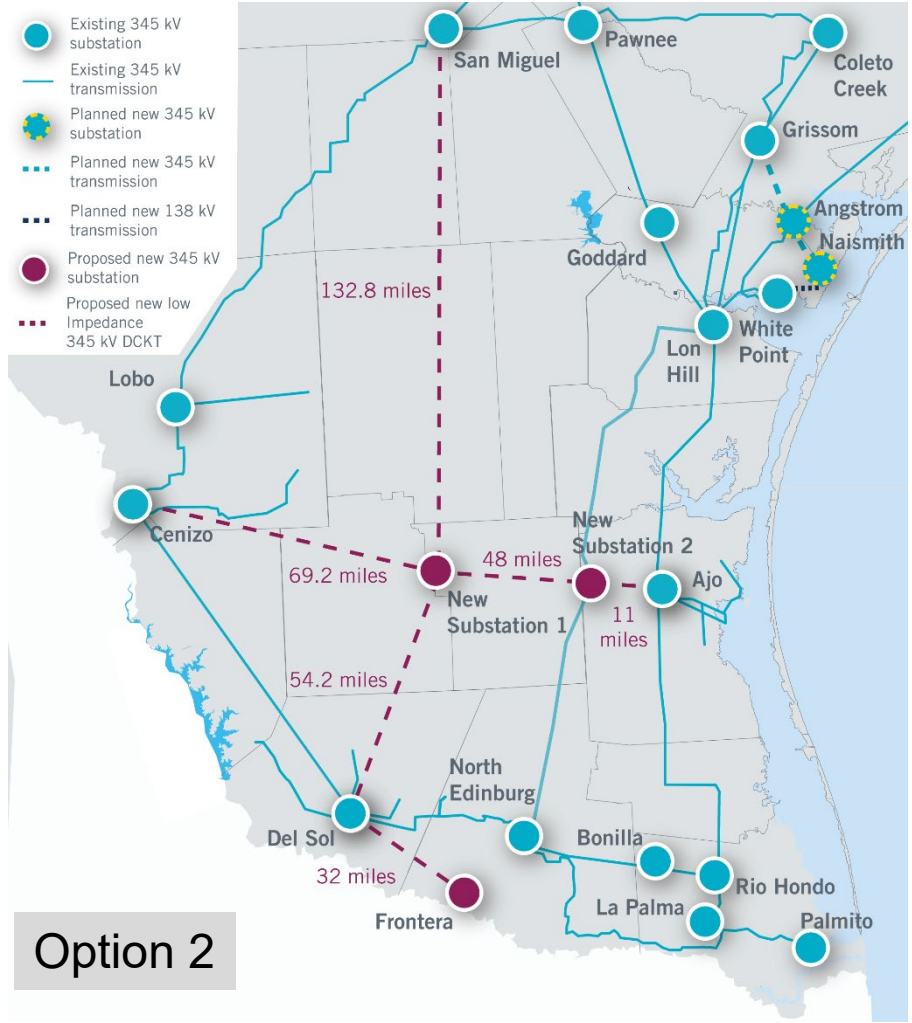 Existing 345 kV
substation
Existing 345 kV
transmission
Planned new 345 kV
substation
Planned new 345 kV
transmission
Planned new 138 kV
transmission
Proposed new 345 kV
substation
Proposed new low
Impedance
345 kV DCKT
San Miguel
Pawnee
Coleto
Creek
Grissom
Angstrom
Naismith
Goddard
132.8 miles
White
Point
Lon
Hill
Lobo
Cenizo
New
Substation 2
48 miles
69.2 miles
Ajo
New
Substation 1
11
miles
54.2 miles
North
Edinburg
Del Sol
Bonilla
32 miles
Rio Hondo
La Palma
Frontera
Palmito
Option 2